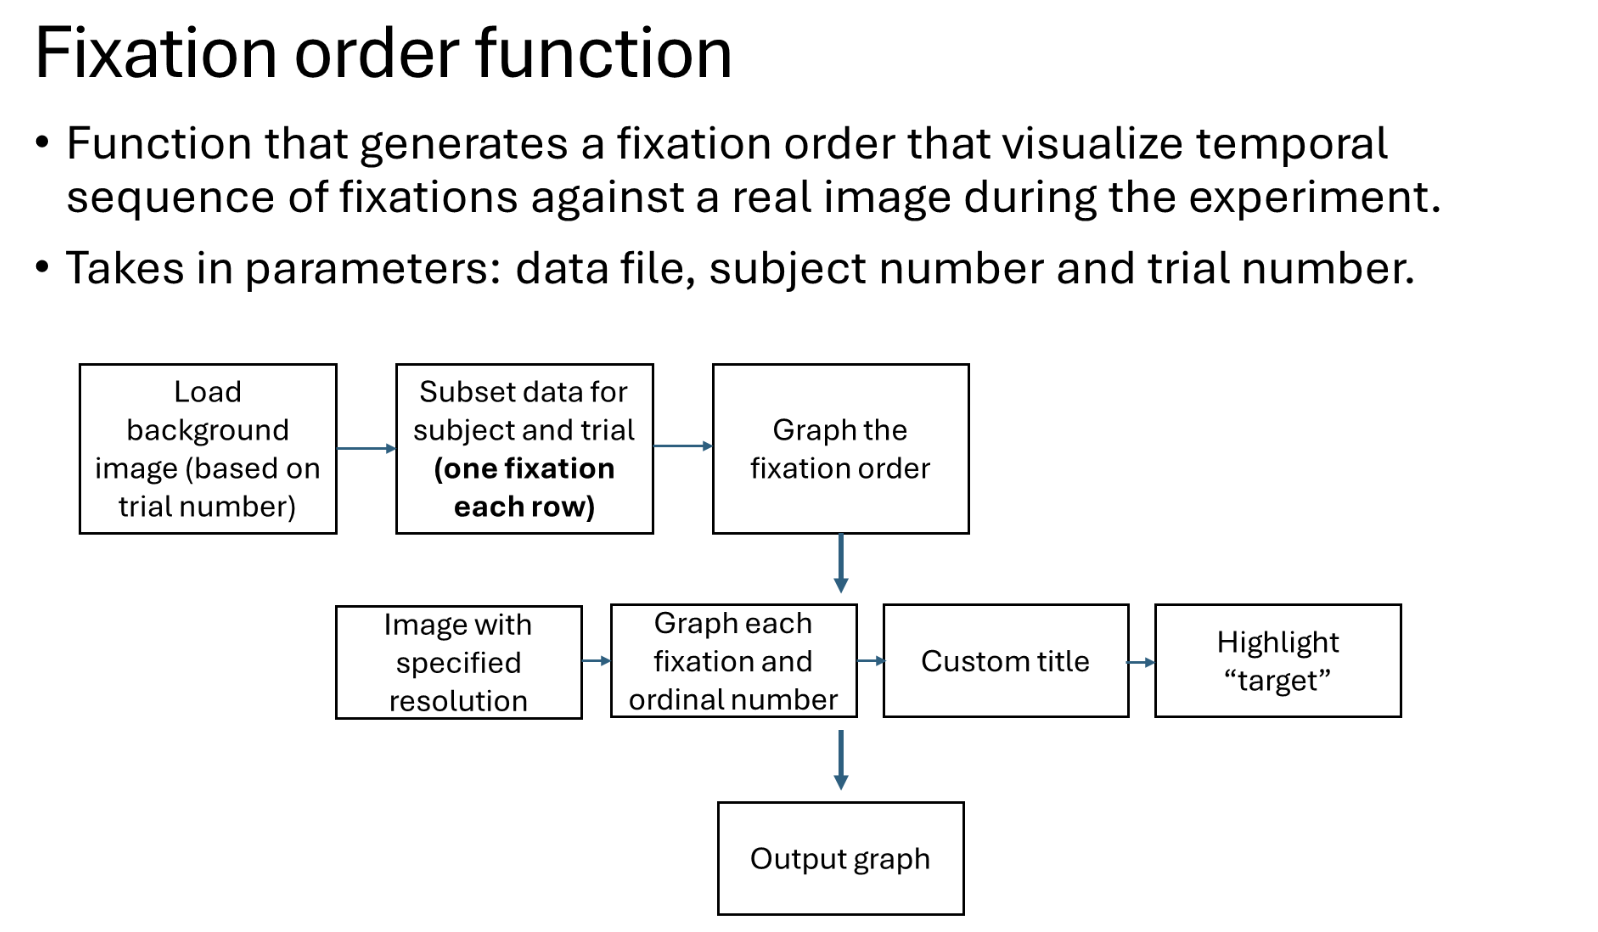 Fixation order function
• Function that generates a fixation order that visualize temporal
sequence of fixations against a real image during the experiment.
• Takes in parameters: data file, subject number and trial number.
Load
background
image (based on
trial number)
Subset data for
subject and trial
(one fixation
each row)
Graph the
fixation order
Image with
specified
resolution
Graph each
fixation and
ordinal number
Custom title
Highlight
“target”
Output graph